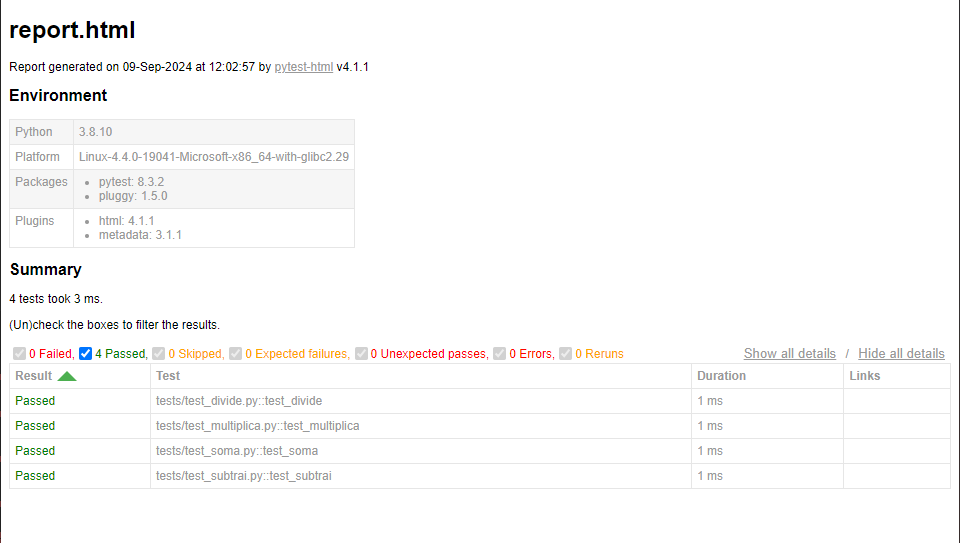 report.html
Report generated on 09-Sep-2024 at 12:02:57 by pytest-html v4.1.1
Environment
Python 3.8.10
Platform Linux-4.4.0-19041-Microsoft-x86_64-with-glibc2.29
Packages • pytest: 8.3.2
• pluggy: 1.5.0
Plugins • html: 4.1.1
• metadata: 3.1.1
Summary
4 tests took 3 ms.
(Un)check the boxes to filter the results.
0 Failed, 4 Passed, 0 Skipped, 0 Expected failures, 0 Unexpected passes, 0 Errors, 0 Reruns Show all details / Hide all details
Result Test Duration Links
Passed tests/test_divide.py::test_divide 1 ms
Passed tests/test_multiplica.py::test_multiplica 1 ms
Passed tests/test_soma.py::test_soma 1 ms
Passed tests/test_subtrai.py::test_subtrai 1 ms